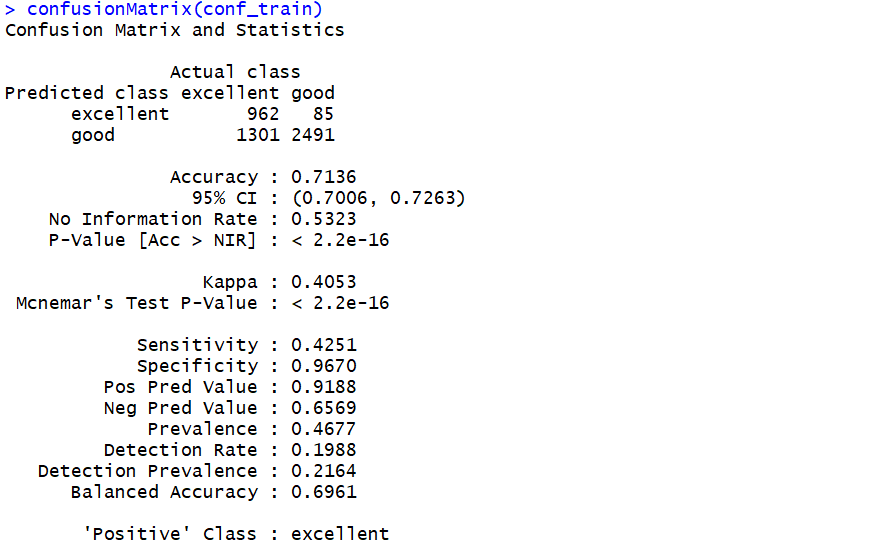 > confusionMatrix(conf_train)
Confusion Matrix and Statistics
Actual class
Predicted class excellent good
excellent 962 85
good 1301 2491
Accuracy : 0.7136
95% CI : (0.7006, 0.7263)
No Information Rate : 0.5323
P-Value [Acc > NIR] : < 2.2e-16
Kappa : 0.4053
Mcnemar's Test P-Value : < 2.2e-16
Sensitivity : 0.4251
Specificity : 0.9670
Pos Pred Value : 0.9188
Neg Pred Value : 0.6569
Prevalence : 0.4677
Detection Rate : 0.1988
Detection Prevalence : 0.2164
Balanced Accuracy : 0.6961
'Positive' Class : excellent